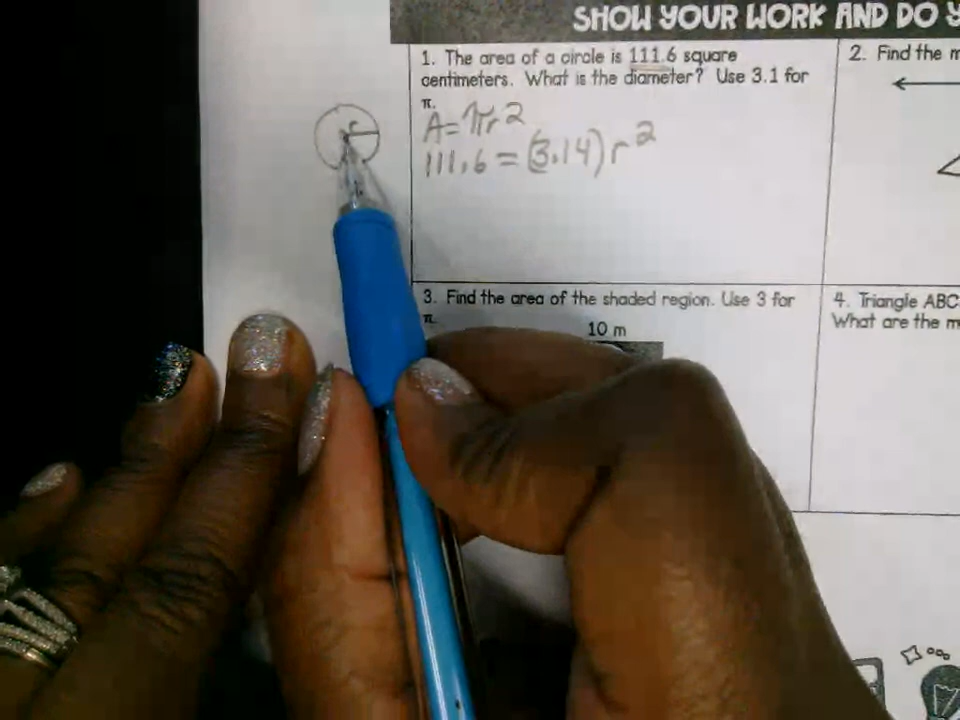 SHOW YOUR WORK AND DO YO
1. The area of a circle is 111.6 square
centimeters. What is the diameter? Use 3.1 for
π.
A=πr2
111.6 = (3.14) r2
r
2. Find the m
3. Find the area of the shaded region. Use 3 for
π.
10 m
4. Triangle ABC
What are the m